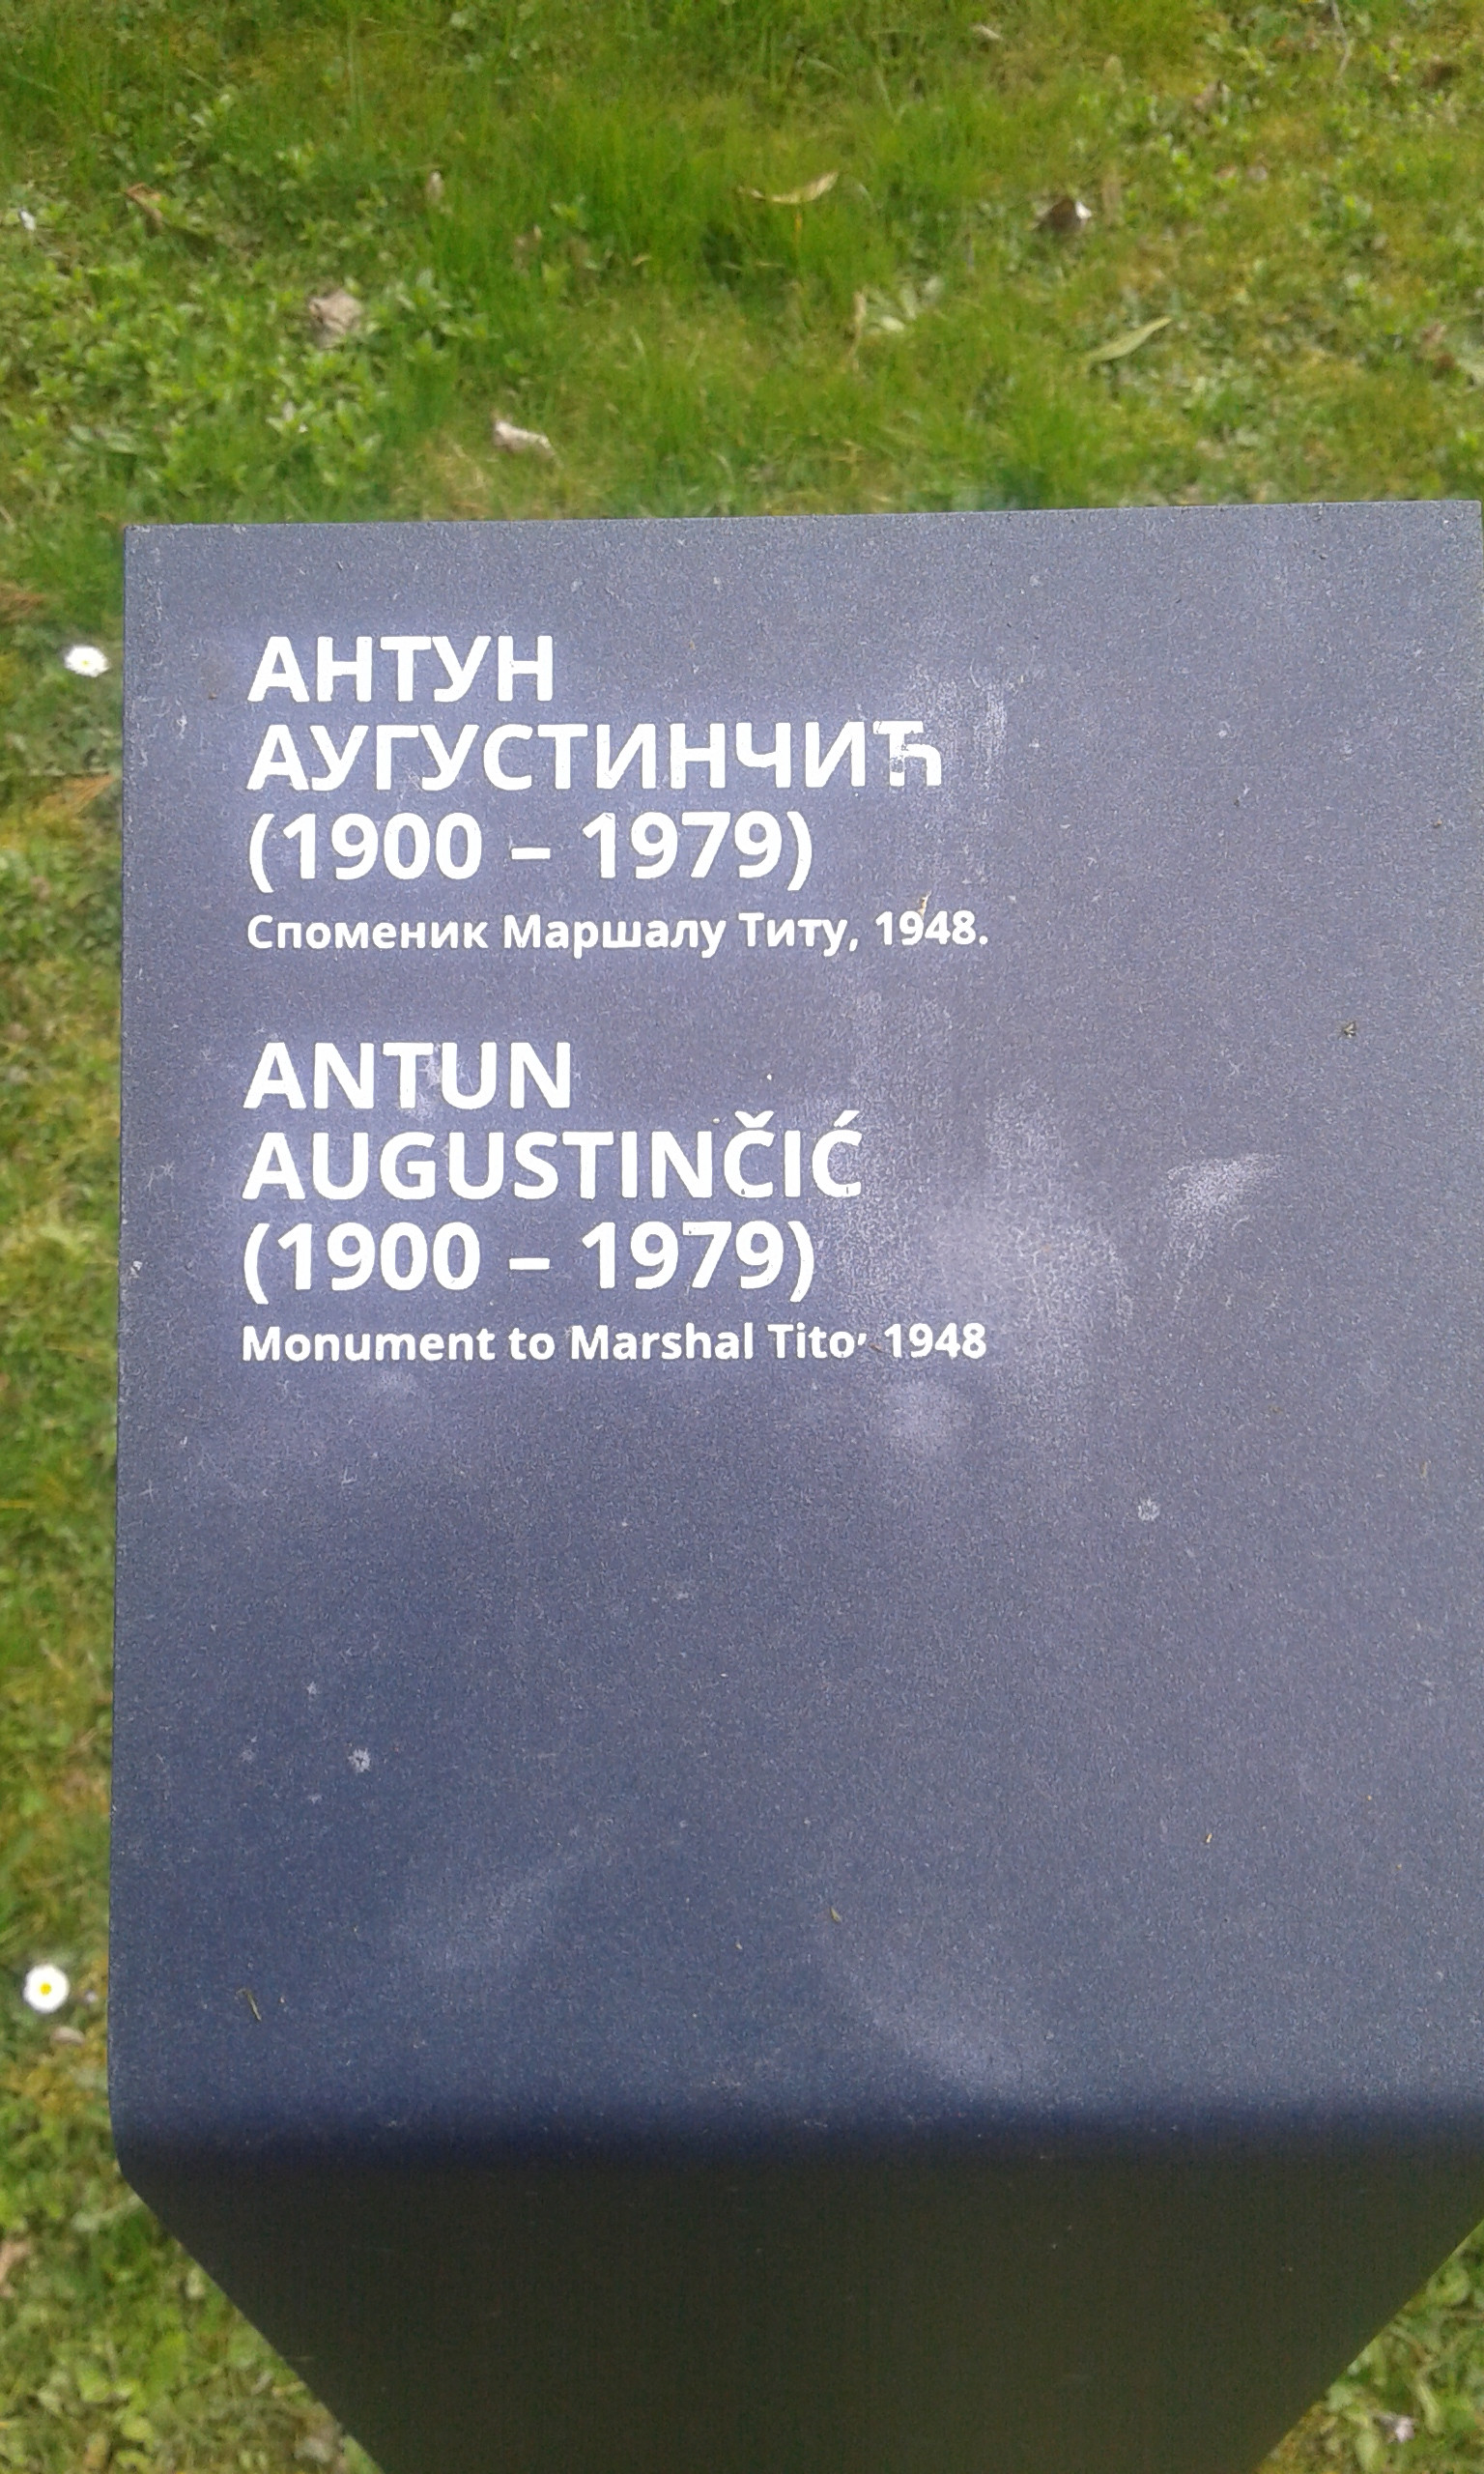 АНТУН
АУГУСТИНЧИЋ
(1900 – 1979)
Споменик Маршалу Титу, 1948.
ANTUN
AUGUSTINČIĆ
(1900 – 1979)
Monument to Marshal Tito, 1948